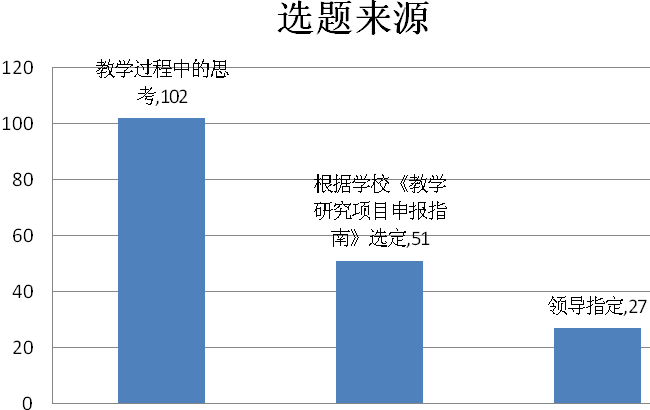 选题来源
120
100
80
60
40
20
0
教学过程中的思
考,102
根据学校《教学
研究项目申报指
南》选定,51
领导指定,27